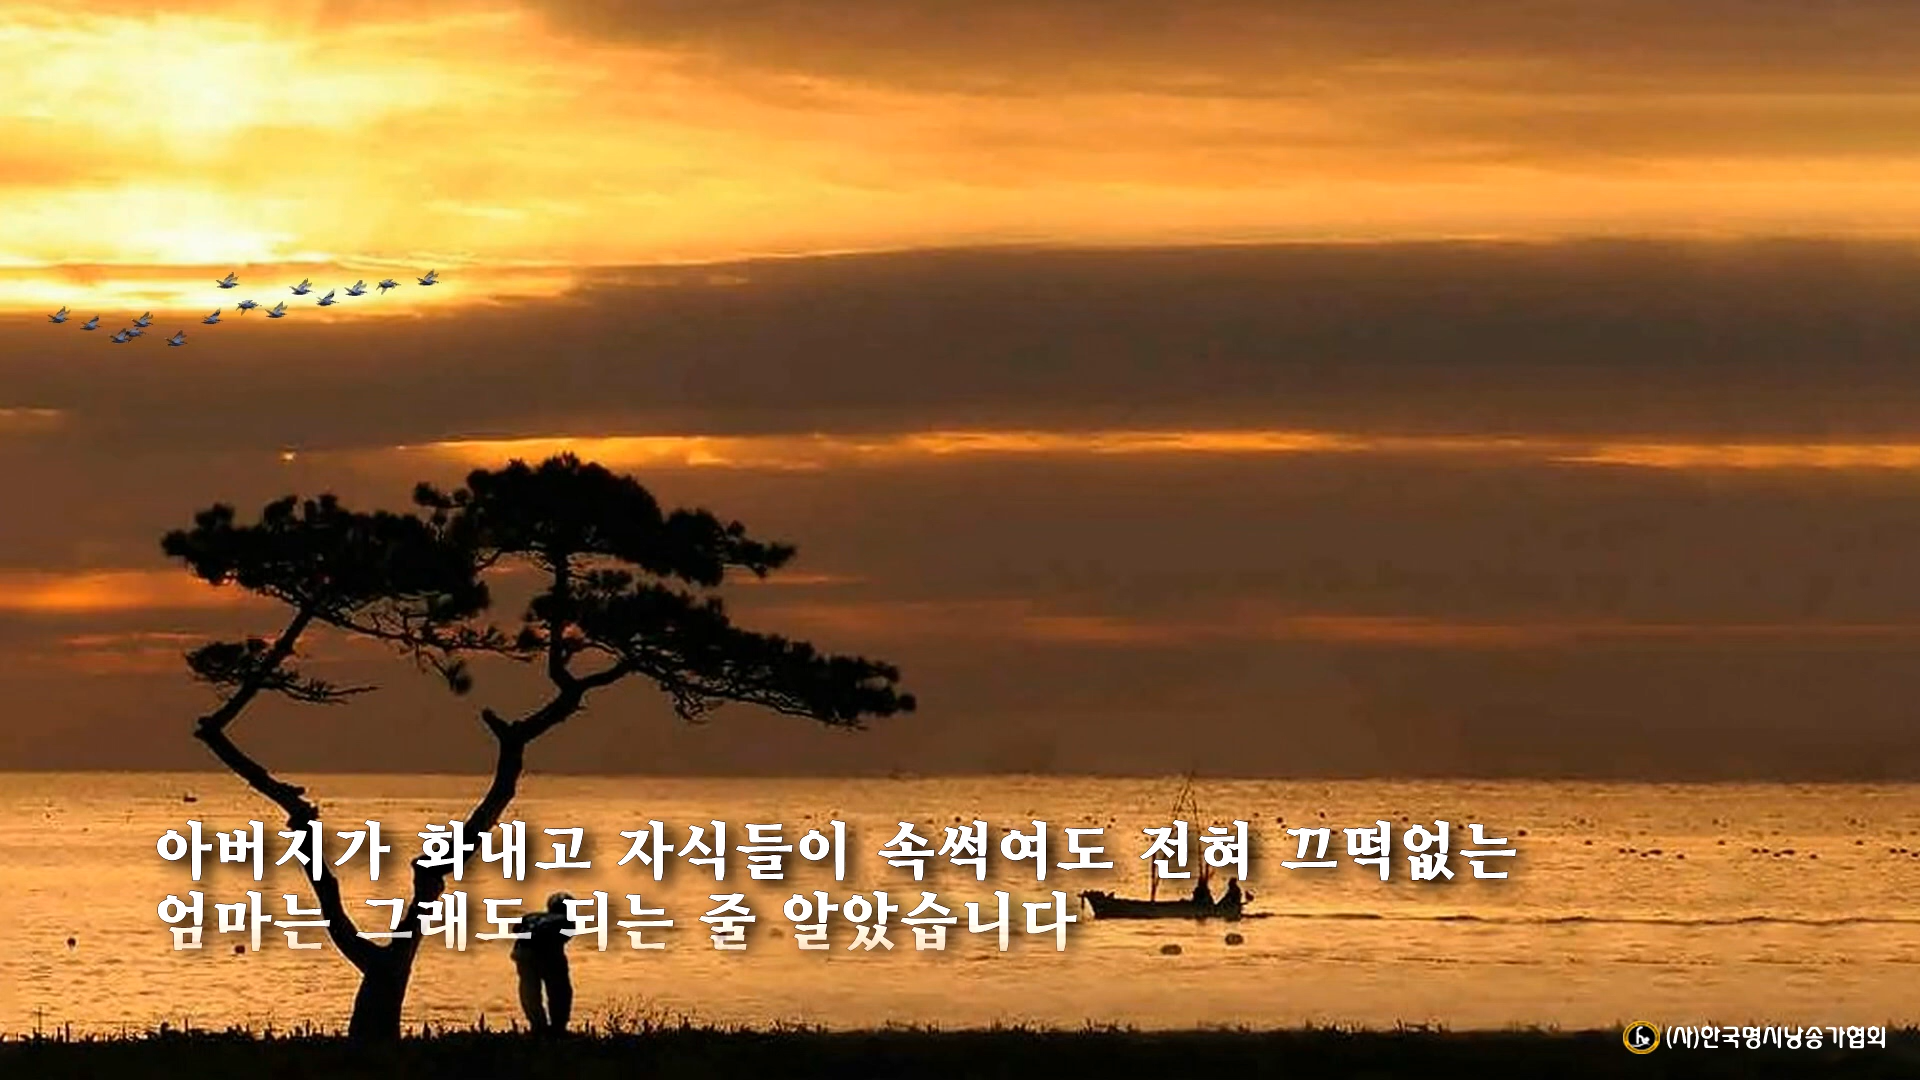 아버지가 화내고 자식들이 속썩여도 전혀 끄떡없는
엄마는 그래도 되는 줄 알았습니다
(사)한국명시낭송가협회